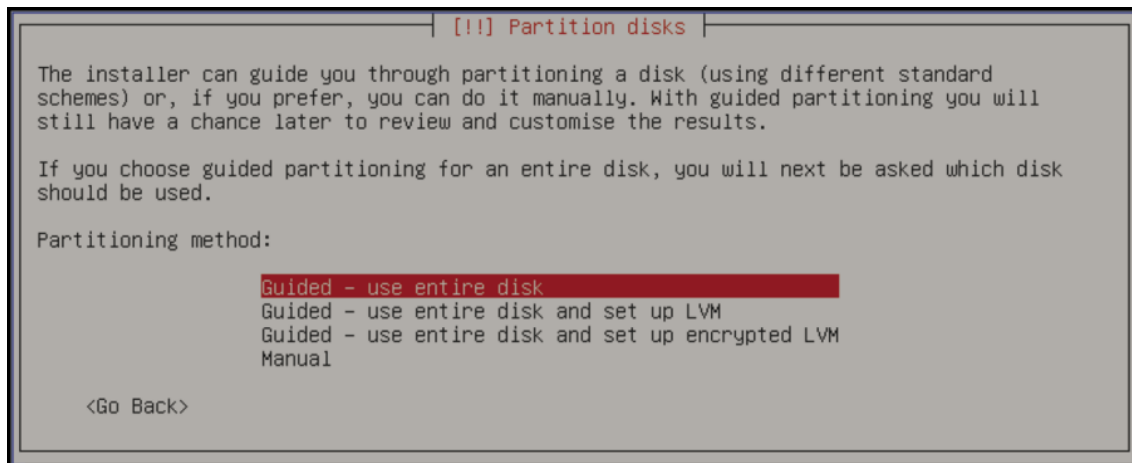 [!!] Partition disks
The installer can guide you through partitioning a disk (using different standard
schemes) or, if you prefer, you can do it manually. With guided partitioning you will
still have a chance later to review and customise the results.
If you choose guided partitioning for an entire disk, you will next be asked which disk
should be used.
Partitioning method:
Guided – use entire disk
Guided – use entire disk and set up LVM
Guided – use entire disk and set up encrypted LVM
Manual
<Go Back>